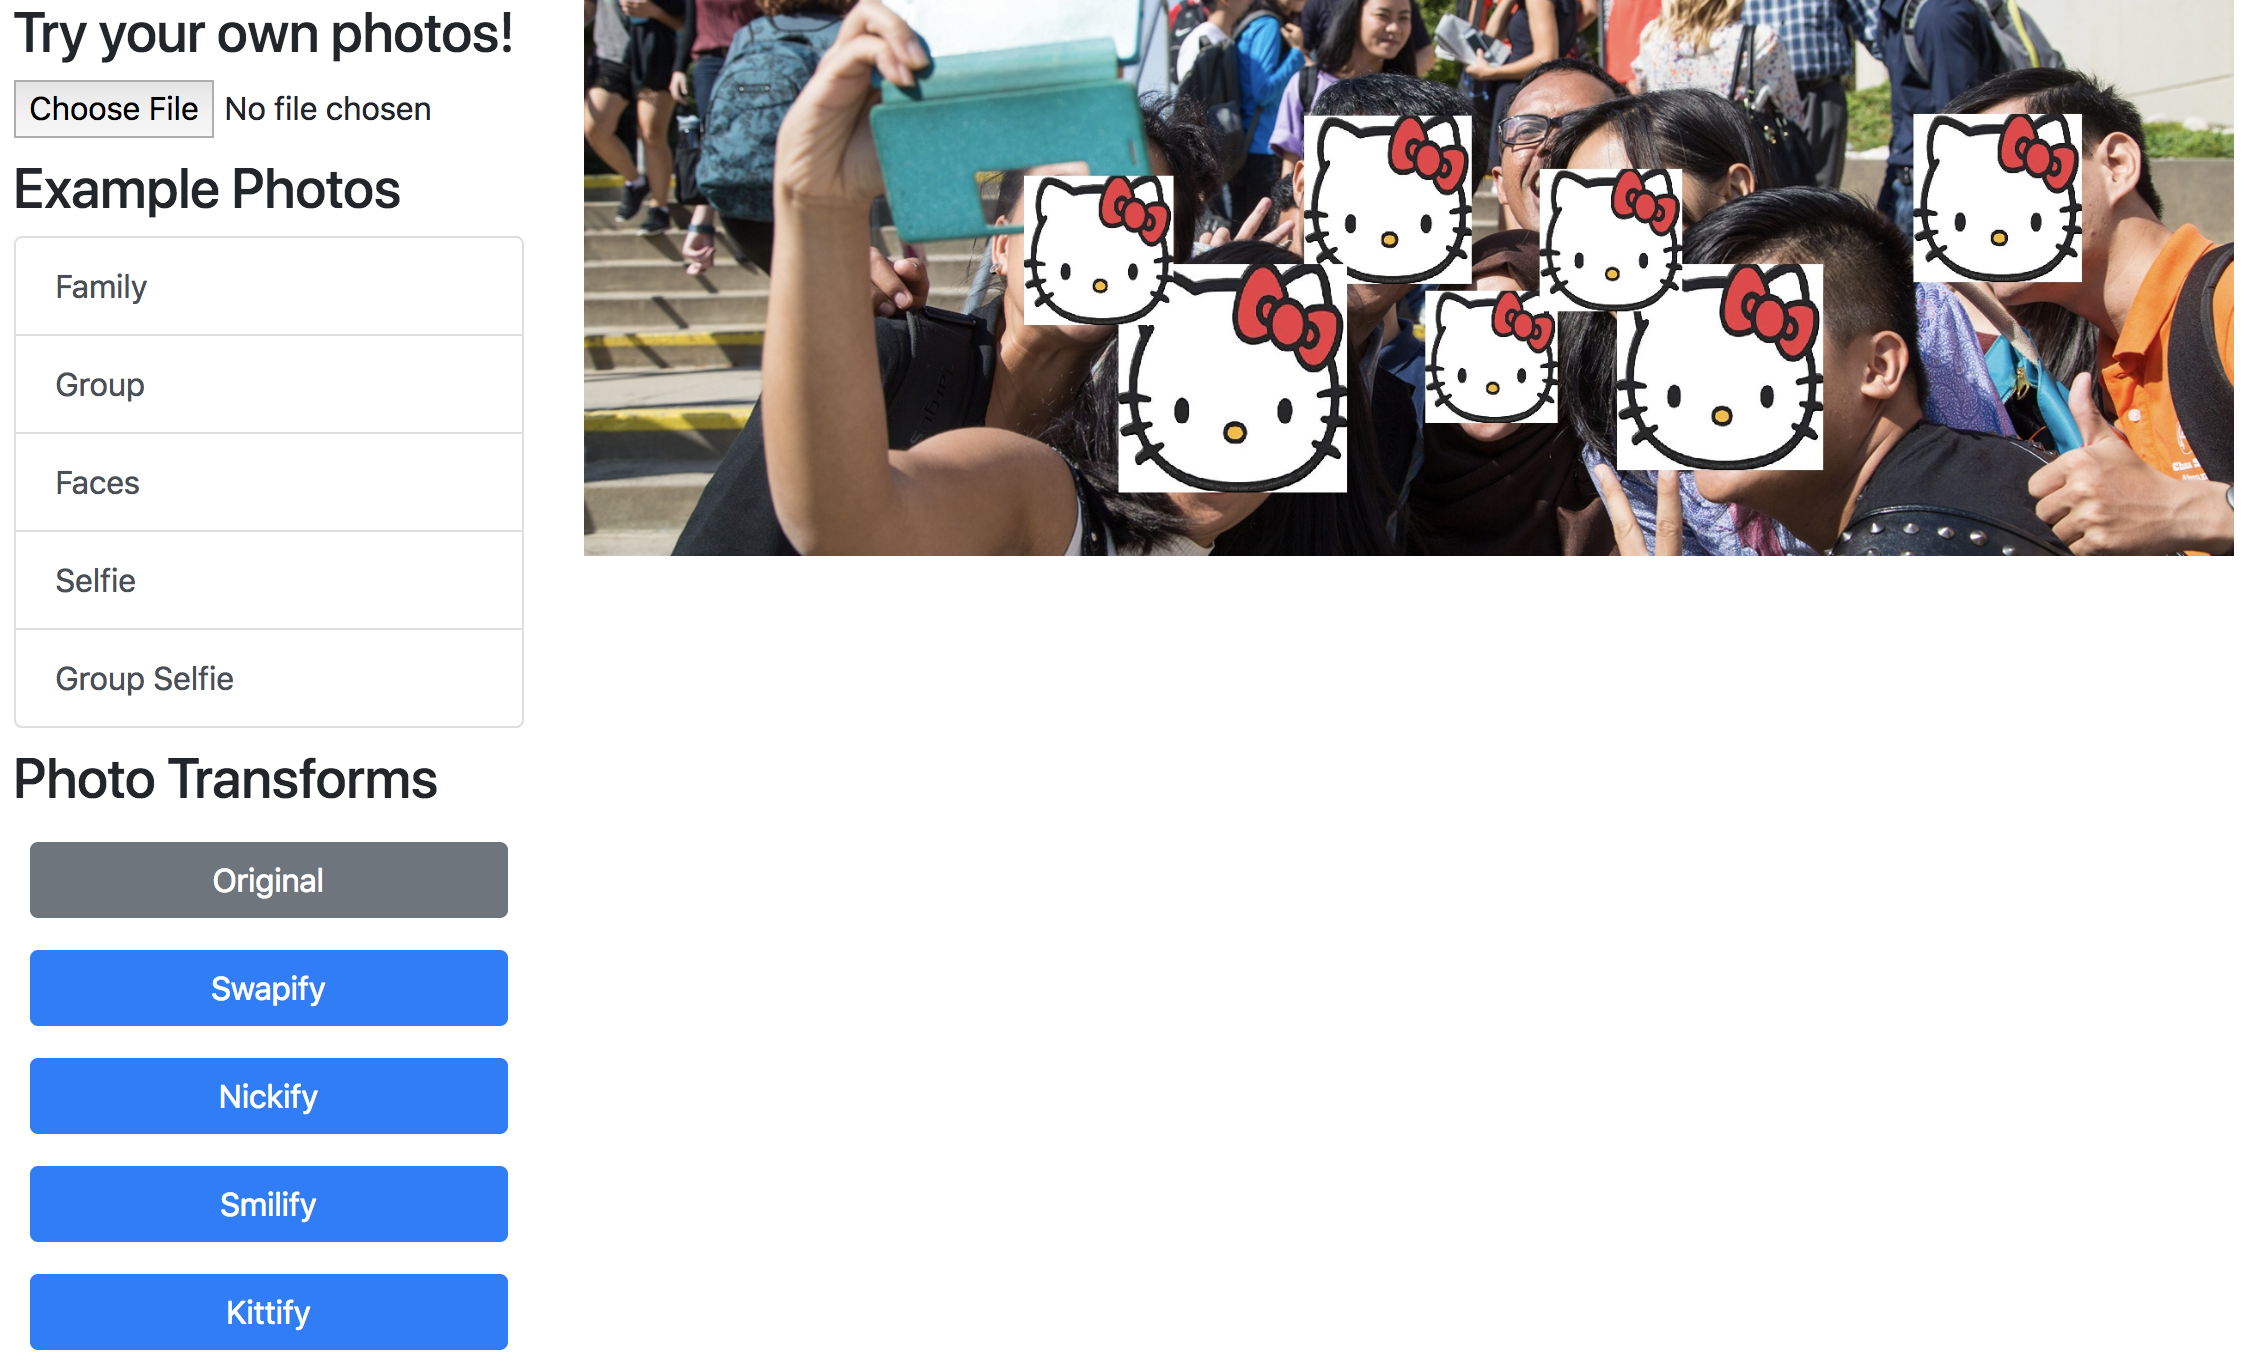 Try your own photos!
Choose File No file chosen
Example Photos
Family
Group
Faces
Selfie
Group Selfie
Photo Transforms
Original
Swapify
Nickify
Smilify
Kittify